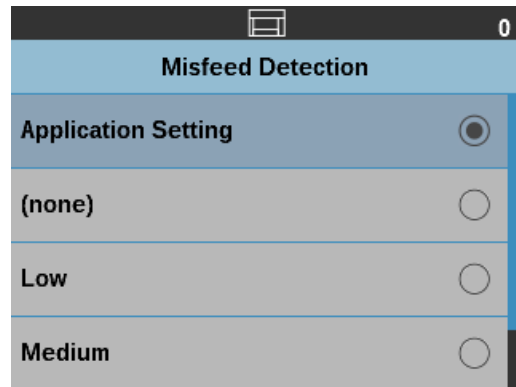 0
Misfeed Detection
Application Setting
(none)
Low
Medium